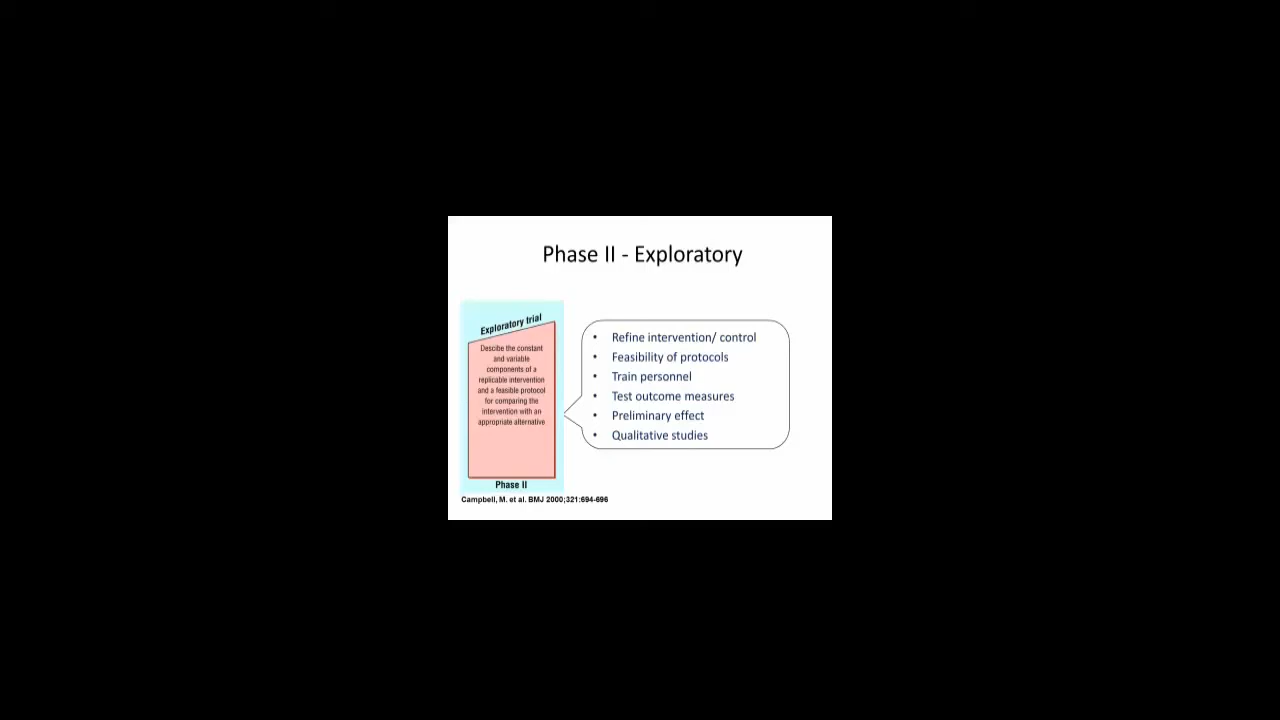 Phase II - Exploratory
Exploratory trial
Descibe the constant
and variable
components of a
replicable intervention
and a feasible protocol
for comparing the
intervention with an
appropriate alternative
Phase II
• Refine intervention/ control
• Feasibility of protocols
• Train personnel
• Test outcome measures
• Preliminary effect
• Qualitative studies
Campbell, M. et al. BMJ 2000;321:694-696